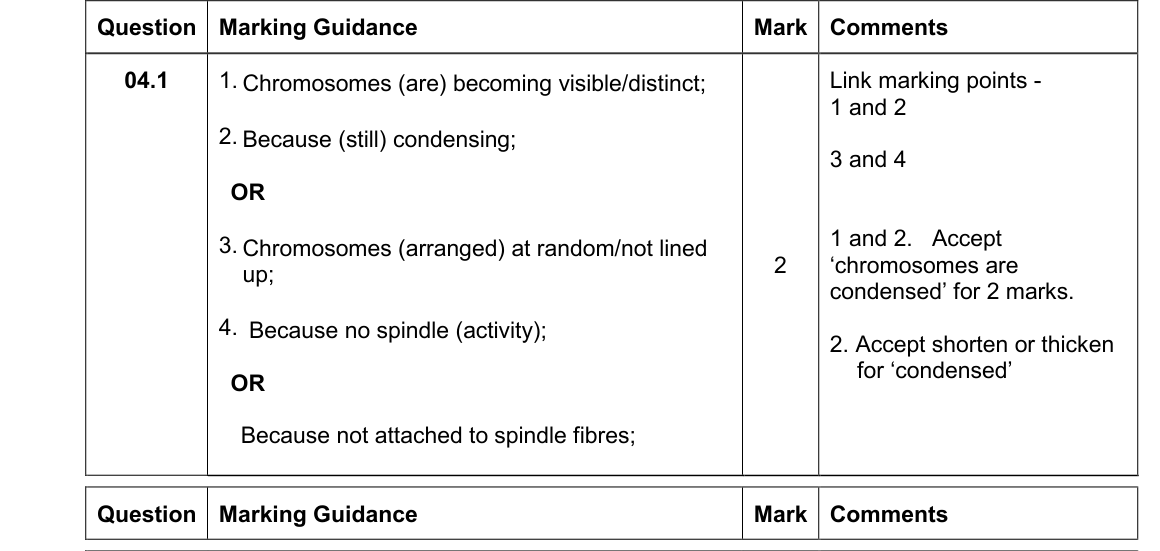 Question Marking Guidance Mark Comments
04.1
1. Chromosomes (are) becoming visible/distinct;
2. Because (still) condensing;
OR
3. Chromosomes (arranged) at random/not lined
up;
4. Because no spindle (activity);
OR
Because not attached to spindle fibres;
2
Link marking points -
1 and 2
3 and 4
1 and 2. Accept
‘chromosomes are
condensed’ for 2 marks.
2. Accept shorten or thicken
for ‘condensed’
Question Marking Guidance Mark Comments